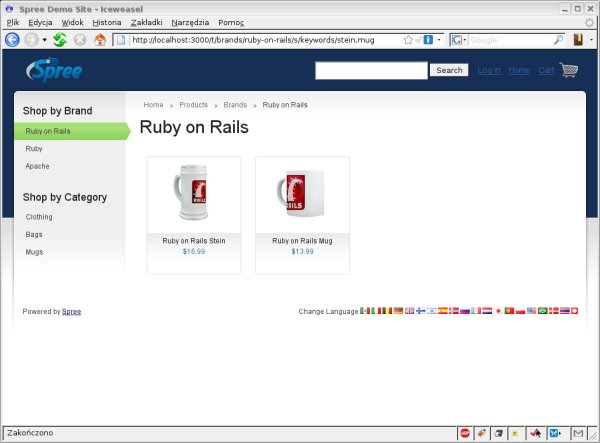 Spree Demo Site - Iceweasel
Plik Edycja Widok Historia Zakładki Narzędzia Pomoc
http://localhost:3000/t/brands/ruby-on-rails/s/keywords/stein,mug
Google
Spree
Search
Log In Home Cart
Shop by Brand
Ruby on Rails
Ruby
Apache
Shop by Category
Clothing
Bags
Mugs
Home » Products » Brands » Ruby on Rails
Ruby on Rails
RAILS
RAILS
Ruby on Rails Stein
$16.99
Ruby on Rails Mug
$13.99
Powered by Spree
Change Language
Zakończono
ABP